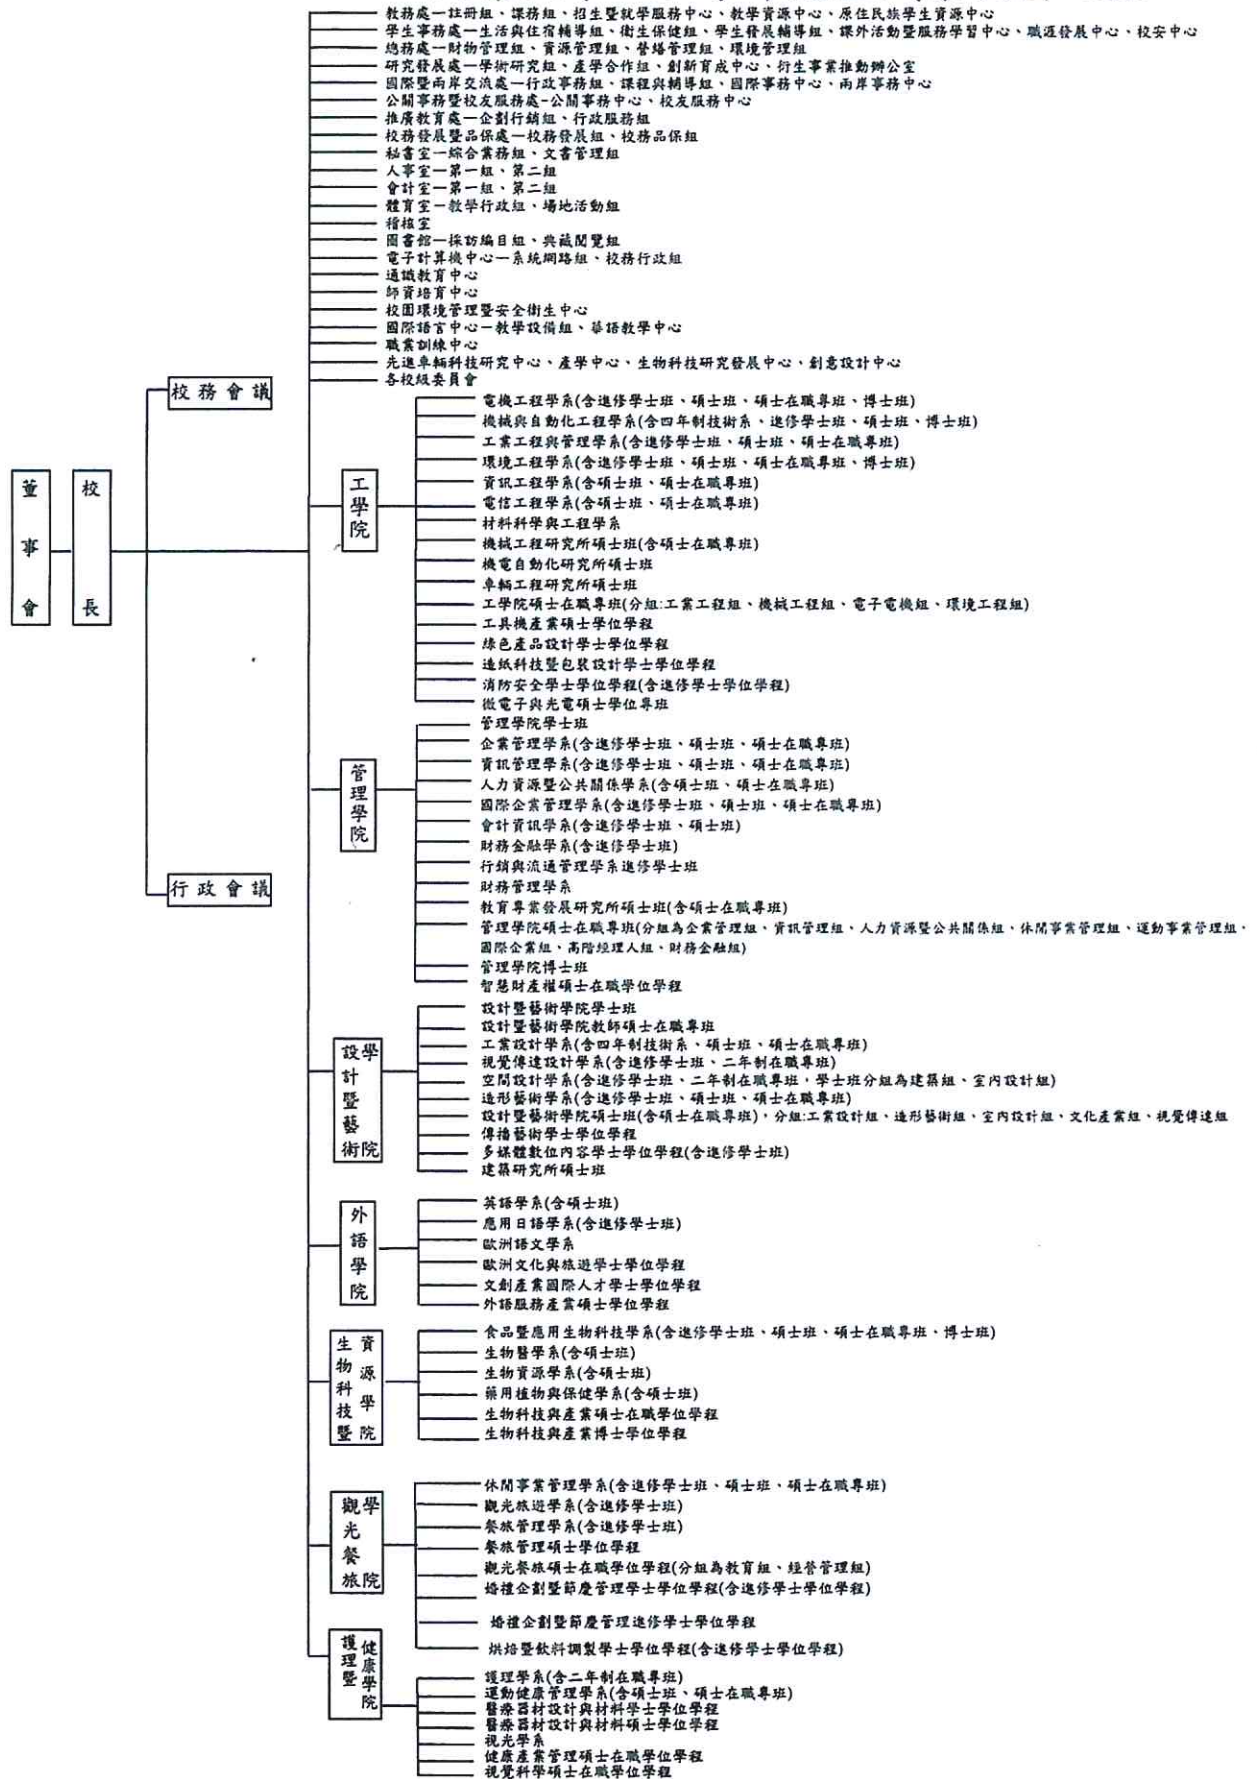 教務處－註冊組、課務組、招生暨就學服務中心、教學資源中心、原住民族學生資源中心
學生事務處－生活與住宿輔導組、衛生保健組、學生發展輔導組、課外活動暨服務學習中心、職涯發展中心、校安中心
總務處－財物管理組、資源管理組、營繕管理組、環境管理組
研究發展處－學術研究組、產學合作組、創新育成中心、衍生事業推動辦公室
國際暨兩岸交流處－行政事務組、課程與輔導組、國際事務中心、兩岸事務中心
公關事務暨校友服務處-公關事務中心、校友服務中心
推廣教育處－企劃行銷組、行政服務組
校務發展暨品保處－校務發展組、校務品保組
秘書室－綜合業務組、文書管理組
人事室－第一組、第二組
會計室－第一組、第二組
體育室－教學行政組、場地活動組
稽核室
圖書館－採訪編目組、典藏閱覽組
電子計算機中心－系統網路組、校務行政組
通識教育中心
師資培育中心
校園環境管理暨安全衛生中心
國際語言中心－教學設備組、華語教學中心
職業訓練中心
先進車輛科技研究中心、產學中心、生物科技研究發展中心、創意設計中心
各校級委員會
校務會議
董事會
校長
行政會議
工學院
電機工程學系(含進修學士班、碩士班、碩士在職專班、博士班)
機械與自動化工程學系(含四年制技術系、進修學士班、碩士班、博士班)
工業工程與管理學系(含進修學士班、碩士班、碩士在職專班)
環境工程學系(含進修學士班、碩士班、碩士在職專班、博士班)
資訊工程學系(含碩士班、碩士在職專班)
電信工程學系(含碩士班、碩士在職專班)
材料科學與工程學系
機械工程研究所碩士班(含碩士在職專班)
機電自動化研究所碩士班
車輛工程研究所碩士班
工學院碩士在職專班(分組:工業工程組、機械工程組、電子電機組、環境工程組)
工具機產業碩士學位學程
綠色產品設計學士學位學程
造紙科技暨包裝設計學士學位學程
消防安全學士學位學程(含進修學士學位學程)
微電子與光電碩士學位專班
管理學院
管理學院學士班
企業管理學系(含進修學士班、碩士班、碩士在職專班)
資訊管理學系(含進修學士班、碩士班、碩士在職專班)
人力資源暨公共關係學系(含碩士班、碩士在職專班)
國際企業管理學系(含進修學士班、碩士班、碩士在職專班)
會計資訊學系(含進修學士班、碩士班)
財務金融學系(含進修學士班)
行銷與流通管理學系進修學士班
財務管理學系
教育專業發展研究所碩士班(含碩士在職專班)
管理學院碩士在職專班(分組為企業管理組、資訊管理組、人力資源暨公共關係組、休閒事業管理組、運動事業管理組、
國際企業組、高階經理人組、財務金融組)
管理學院博士班
智慧財產權碩士在職學位學程
設計暨藝術學院
設計暨藝術學院學士班
設計暨藝術學院教師碩士在職專班
工業設計學系(含四年制技術系、碩士班、碩士在職專班)
視覺傳達設計學系(含進修學士班、二年制在職專班)
空間設計學系(含進修學士班、二年制在職專班，學士班分組為建築組、室內設計組)
造形藝術學系(含進修學士班、碩士班、碩士在職專班)
設計暨藝術學院碩士班(含碩士在職專班)，分組:工業設計組、造形藝術組、室內設計組、文化產業組、視覺傳達組
傳播藝術學士學位學程
多媒體數位內容學士學位學程(含進修學士班)
建築研究所碩士班
外語學院
英語學系(含碩士班)
應用日語學系(含進修學士班)
歐洲語文學系
歐洲文化與旅遊學士學位學程
文創產業國際人才學士學位學程
外語服務產業碩士學位學程
生物科技暨資源學院
食品暨應用生物科技學系(含進修學士班、碩士班、碩士在職專班、博士班)
生物醫學系(含碩士班)
生物資源學系(含碩士班)
藥用植物與保健學系(含碩士班)
生物科技與產業碩士在職學位學程
生物科技與產業博士學位學程
觀光餐旅學院
休閒事業管理學系(含進修學士班、碩士班、碩士在職專班)
觀光旅遊學系(含進修學士班)
餐旅管理學系(含進修學士班)
餐旅管理碩士學位學程
觀光餐旅碩士在職學位學程(分組為教育組、經營管理組)
婚禮企劃暨節慶管理學士學位學程(含進修學士學位學程)
婚禮企劃暨節慶管理進修學士學位學程
烘焙暨飲料調製學士學位學程(含進修學士學位學程)
護理暨健康學院
護理學系(含二年制在職專班)
運動健康管理學系(含碩士班、碩士在職專班)
醫療器材設計與材料學士學位學程
醫療器材設計與材料碩士學位學程
視光學系
健康產業管理碩士在職學位學程
視覺科學碩士在職學位學程